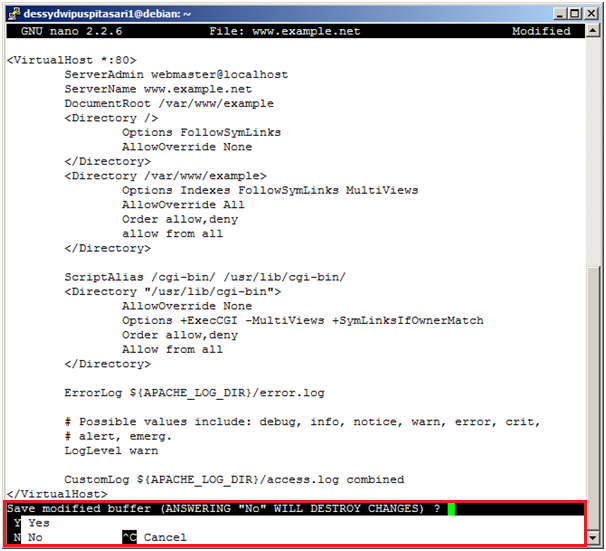 dessydwipuspitasari1@debian: ~
GNU nano 2.2.6 File: www.example.net Modified
<VirtualHost *:80>
ServerAdmin webmaster@localhost
ServerName www.example.net
DocumentRoot /var/www/example
<Directory />
Options FollowSymLinks
AllowOverride None
</Directory>
<Directory /var/www/example>
Options Indexes FollowSymLinks MultiViews
AllowOverride All
Order allow,deny
allow from all
</Directory>
ScriptAlias /cgi-bin/ /usr/lib/cgi-bin/
<Directory "/usr/lib/cgi-bin">
AllowOverride None
Options +ExecCGI -MultiViews +SymLinksIfOwnerMatch
Order allow,deny
Allow from all
</Directory>
ErrorLog ${APACHE_LOG_DIR}/error.log
# Possible values include: debug, info, notice, warn, error, crit,
# alert, emerg.
LogLevel warn
CustomLog ${APACHE_LOG_DIR}/access.log combined
</VirtualHost>
Save modified buffer (ANSWERING "No" WILL DESTROY CHANGES) ?
Y Yes
N No ^C Cancel